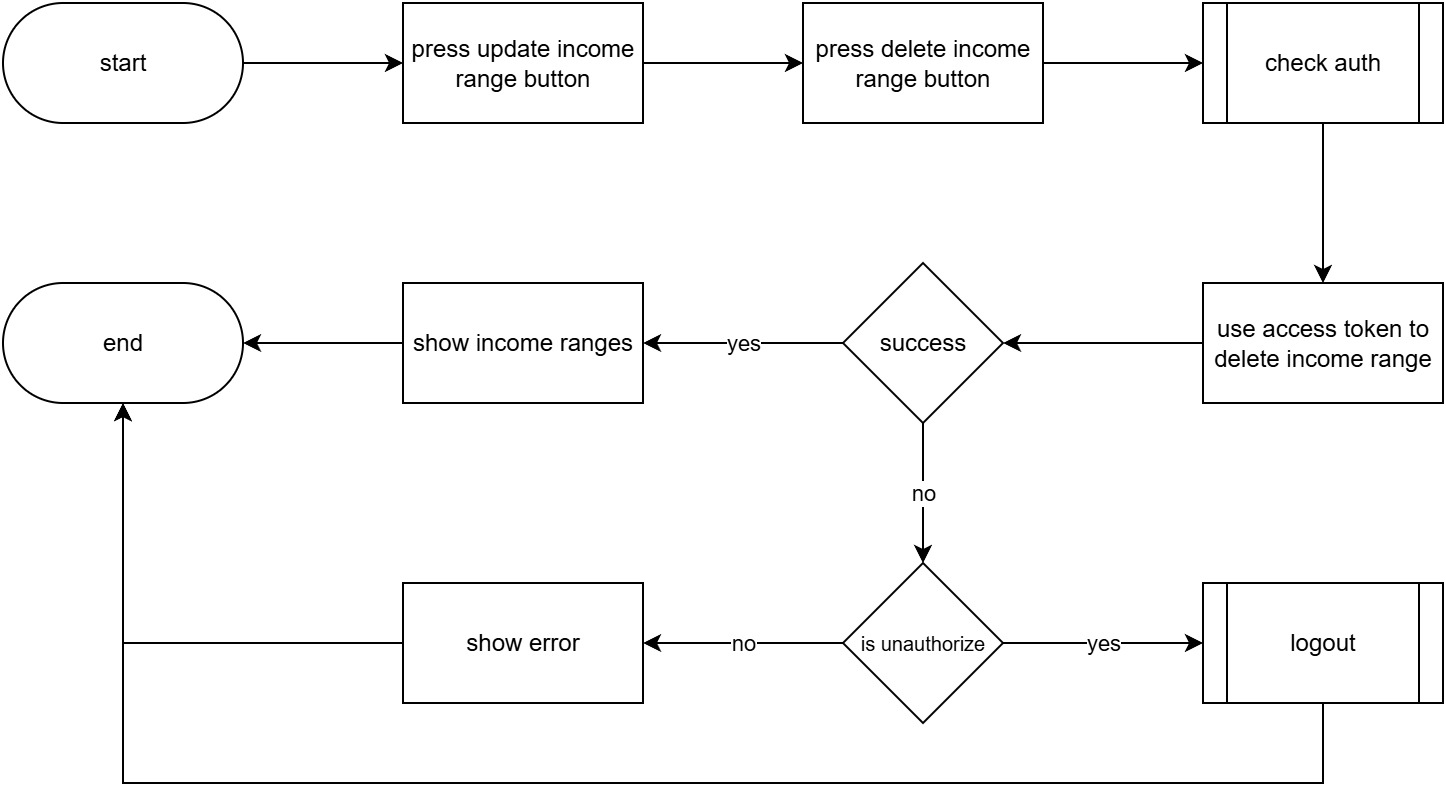 start
press update income
range button
press delete income
range button
check auth
end
show income ranges
yes
success
use access token to
delete income range
no
show error
no
is unauthorize
yes
logout